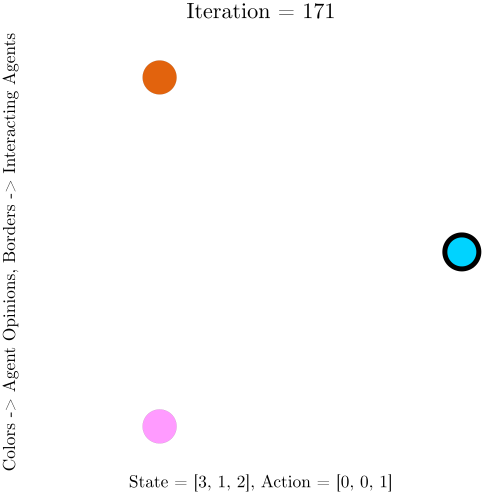 Iteration = 171
Colors -> Agent Opinions, Borders -> Interacting Agents
State = [3, 1, 2], Action = [0, 0, 1]